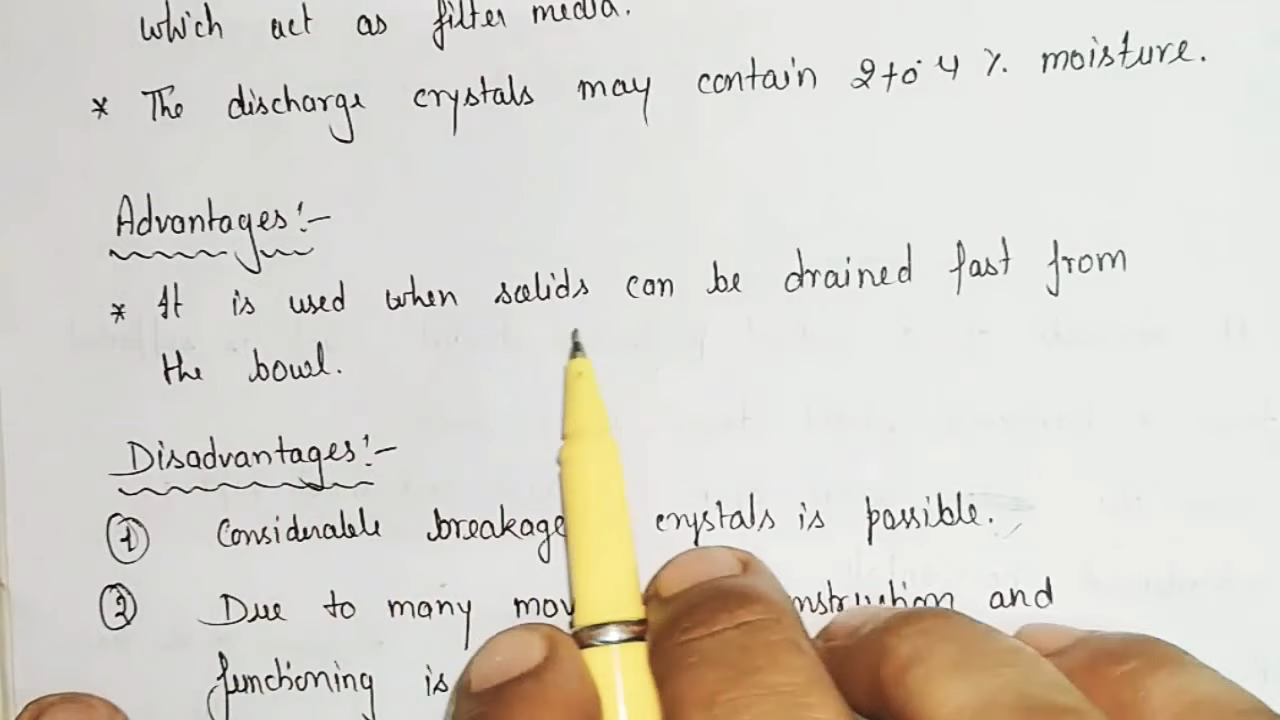 which act as filter media.
* The discharge crystals may contain 2 to 4 % moisture.
Advantages:-
* It is used when solids can be drained fast from
the bowl.
Disadvantages:-
① Considerable breakage crystals is possible.
② Due to many and
functioning is